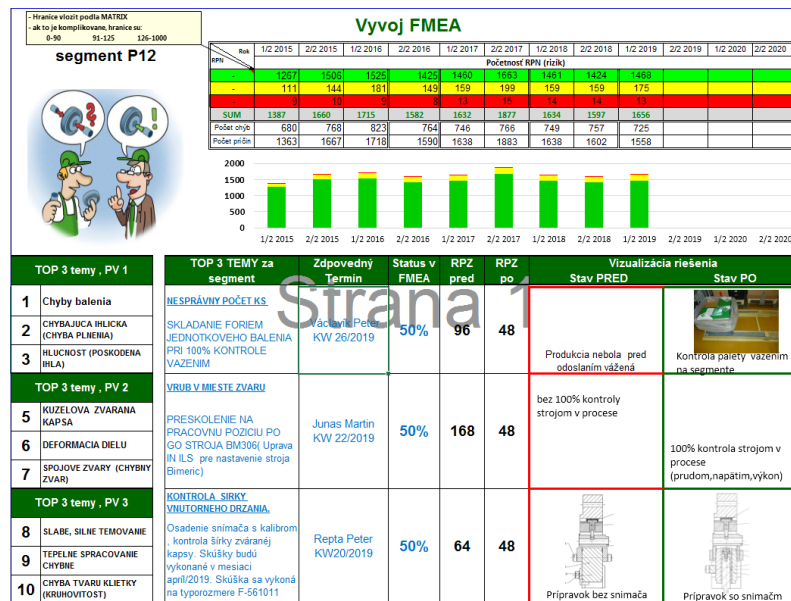 - Hranice vlozit podla MATRIX
- ak to je komplikovane, hranice su:
0-90 91-125 126-1000
Vyvoj FMEA
segment P12
Rok 1/2 2015 2/2 2015 1/2 2016 2/2 2016 1/2 2017 2/2 2017 1/2 2018 2/2 2018 1/2 2019 2/2 2019 1/2 2020 2/2 2020
RPN Početnosť RPN (rizík)
- 1267 1506 1525 1425 1460 1663 1461 1424 1468
- 111 144 181 149 159 199 159 159 175
- 9 10 9 8 13 15 14 14 13
SUM 1387 1660 1715 1582 1632 1877 1634 1597 1656
Počet chýb 680 768 823 764 746 766 749 757 725
Počet príčin 1363 1667 1718 1590 1638 1883 1638 1602 1558
2000
1500
1000
500
0
1/2 2015 2/2 2015 1/2 2016 2/2 2016 1/2 2017 2/2 2017 1/2 2018 2/2 2018 1/2 2019 2/2 2019 1/2 2020 2/2 2020
TOP 3 temy , PV 1
1 Chyby balenia
2 CHYBAJUCA IHLICKA
(CHYBA PLNENIA)
3 HLUCNOST (POSKODENA
IHLA)
TOP 3 temy , PV 2
5 KUZELOVA ZVARANA
KAPSA
6 DEFORMACIA DIELU
7 SPOJOVE ZVARY (CHYBNY
ZVAR)
TOP 3 temy , PV 3
8 SLABE, SILNE TEMOVANIE
9 TEPELNE SPRACOVANIE
CHYBNE
10 CHYBA TVARU KLIETKY
(KRUHOVITOST)
TOP 3 TEMY za
segment
Zdpovedný
Termín
Status v
FMEA
RPZ
pred
RPZ
po
Vizualizácia riešenia
Stav PRED Stav PO
Strana 1
NESPRÁVNY POČET KS
SKLADANIE FORIEM
JEDNOTKOVEHO BALENIA
PRI 100% KONTROLE
VAZENIM
Václavik Peter
KW 26/2019
50% 96 48
Produkcia nebola pred
odoslaním vážená
Kontrola palety vazenim
na segmente
VRUB V MIESTE ZVARU
PRESKOLENIE NA
PRACOVNU POZICIU PO
GO STROJA BM306( Uprava
IN ILS pre nastavenie stroja
Bimeric)
Junas Martin
KW 22/2019
50% 168 48
bez 100% kontroly
strojom v procese
100% kontrola strojom v
procese
(prudom,napätim,výkon)
KONTROLA SIRKY
VNUTORNEHO DRZANIA.
Osadenie snímača s kalibrom
, kontrola šírky zváranéj
kapsy. Skúšky budú
vykonané v mesiaci
apríl/2019. Skúška sa vykoná
na typorozmere F-561011
Repta Peter
KW20/2019
50% 64 48
Prípravok bez snimača
Prípravok so snimačm